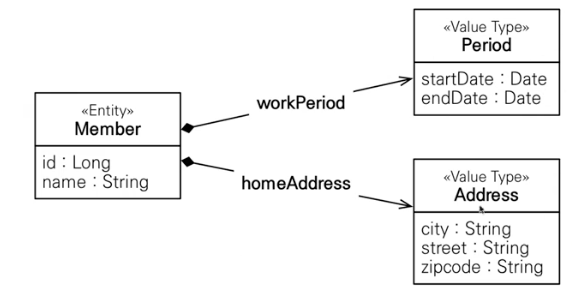 «Entity»
Member
id : Long
name : String
workPeriod
homeAddress
«Value Type»
Period
startDate : Date
endDate : Date
«Value Type»
Address
city : String
street : String
zipcode : String